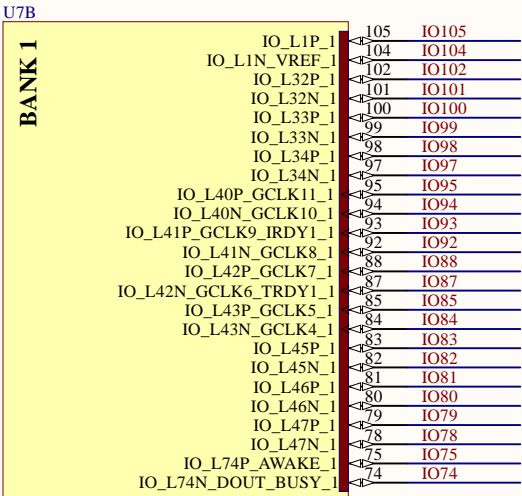 U7B
BANK 1
IO_L1P_1 105 IO105
IO_L1N_VREF_1 104 IO104
IO_L32P_1 102 IO102
IO_L32N_1 101 IO101
IO_L33P_1 100 IO100
IO_L33N_1 99 IO99
IO_L34P_1 98 IO98
IO_L34N_1 97 IO97
IO_L40P_GCLK11_1 95 IO95
IO_L40N_GCLK10_1 94 IO94
IO_L41P_GCLK9_IRDY1_1 93 IO93
IO_L41N_GCLK8_1 92 IO92
IO_L42P_GCLK7_1 88 IO88
IO_L42N_GCLK6_TRDY1_1 87 IO87
IO_L43P_GCLK5_1 85 IO85
IO_L43N_GCLK4_1 84 IO84
IO_L45P_1 83 IO83
IO_L45N_1 82 IO82
IO_L46P_1 81 IO81
IO_L46N_1 80 IO80
IO_L47P_1 79 IO79
IO_L47N_1 78 IO78
IO_L74P_AWAKE_1 75 IO75
IO_L74N_DOUT_BUSY_1 74 IO74